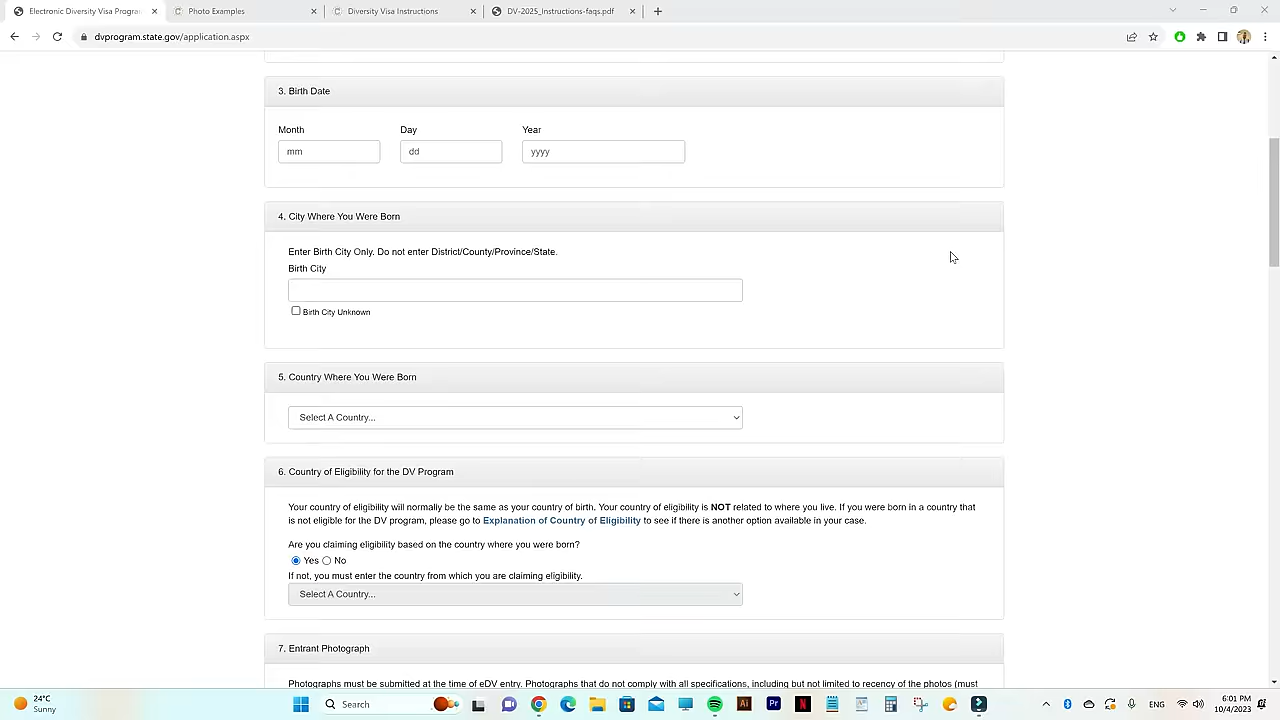 Electronic Diversity Visa Progra
Photo Examples
Diversity Visa Instructions
DV-2025_Instructions-faqs.pdf
dvprogram.state.gov/application.aspx
3. Birth Date
Month Day Year
mm dd yyyy
4. City Where You Were Born
Enter Birth City Only. Do not enter District/County/Province/State.
Birth City
Birth City Unknown
5. Country Where You Were Born
Select A Country...
6. Country of Eligibility for the DV Program
Your country of eligibility will normally be the same as your country of birth. Your country of eligibility is NOT related to where you live. If you were born in a country that
is not eligible for the DV program, please go to Explanation of Country of Eligibility to see if there is another option available in your case.
Are you claiming eligibility based on the country where you were born?
Yes No
If not, you must enter the country from which you are claiming eligibility.
Select A Country...
7. Entrant Photograph
Photographs must be submitted at the time of eDV entry. Photographs that do not comply with all specifications, including but not limited to recency of the photos (must
24°C
Sunny
Search
Ai
Pr
N
ENG
6:01 PM
10/4/2023